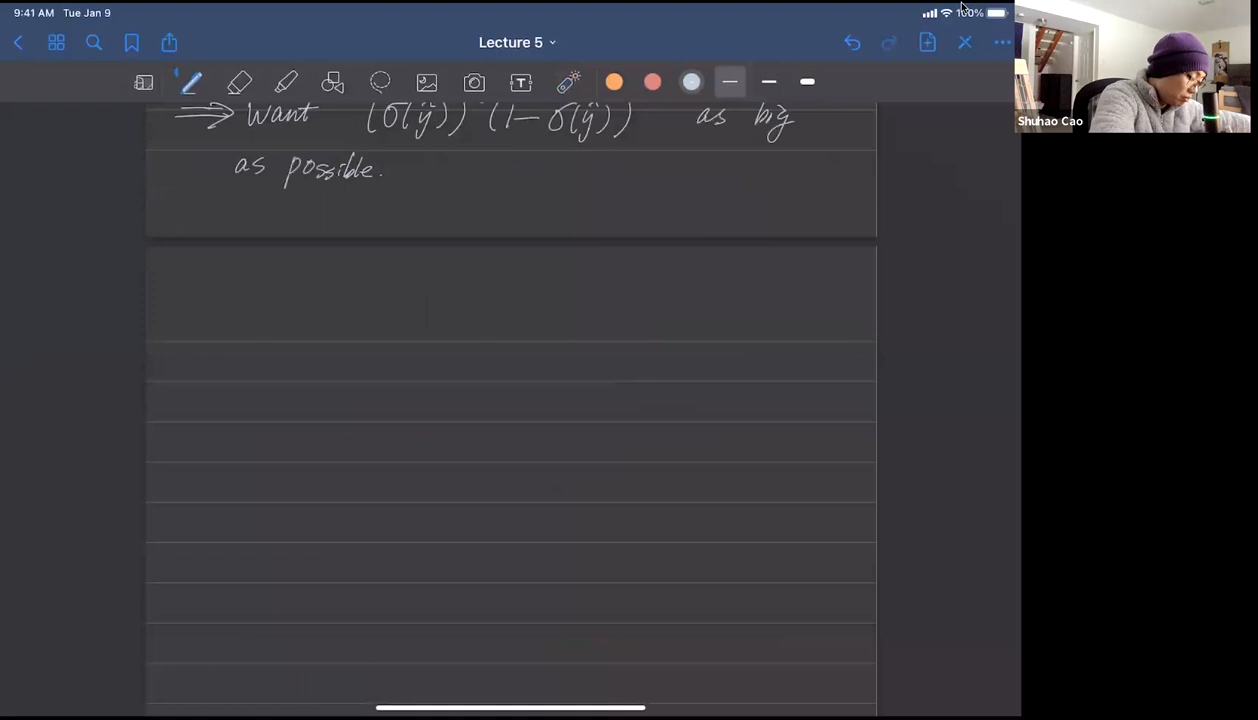 9:41 AM Tue Jan 9
100%
Lecture 5
T
⟹ Want (σ(ŷ)) (1 − σ(ŷ)) as big
as possible.
Shuhao Cao